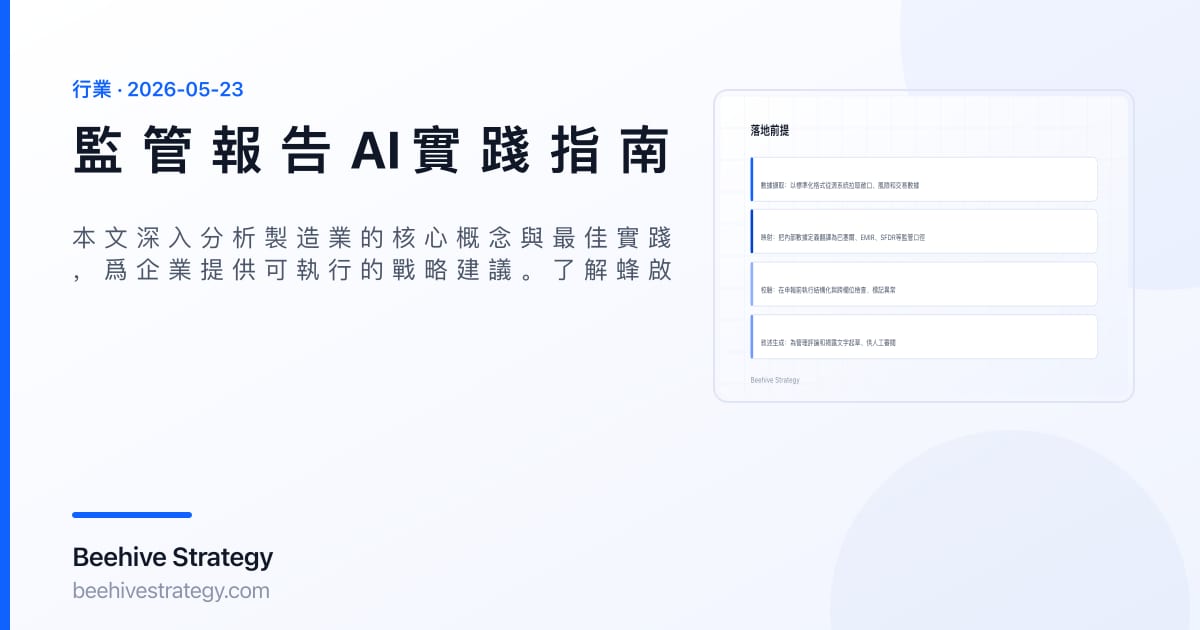 行業 · 2026-05-23
監管報告AI實踐指南
本文深入分析製造業的核心概念與最佳實踐
，爲企業提供可執行的戰略建議。了解蜂啟
落地前提
數據擷取：以標準化格式從源系統拉取敞口、風險和交易數據
映射：把內部數據定義翻譯為巴塞爾、EMIR、SFDR等監管口徑
校驗：在申報前執行結構化與跨欄位檢查，標記異常
敘述生成：為管理評論和披露文字起草，供人工審閱
Beehive Strategy
Beehive Strategy
beehivestrategy.com